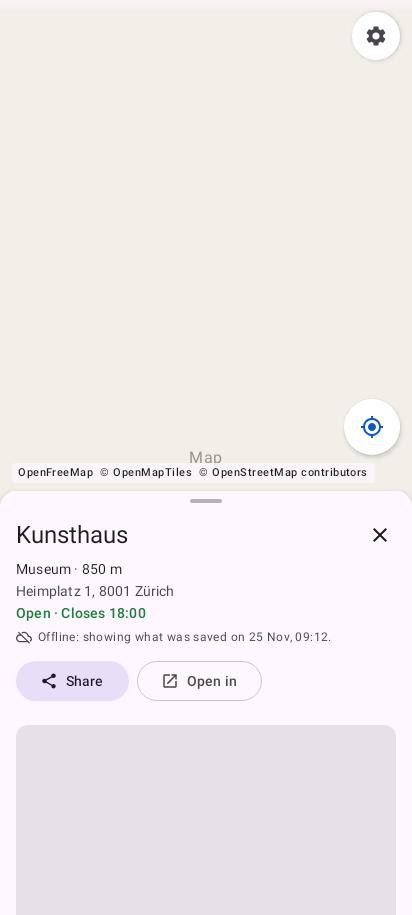 Map
OpenFreeMap © OpenMapTiles © OpenStreetMap contributors
Kunsthaus
Museum · 850 m
Heimplatz 1, 8001 Zürich
Open · Closes 18:00
Offline: showing what was saved on 25 Nov, 09:12.
Share
Open in